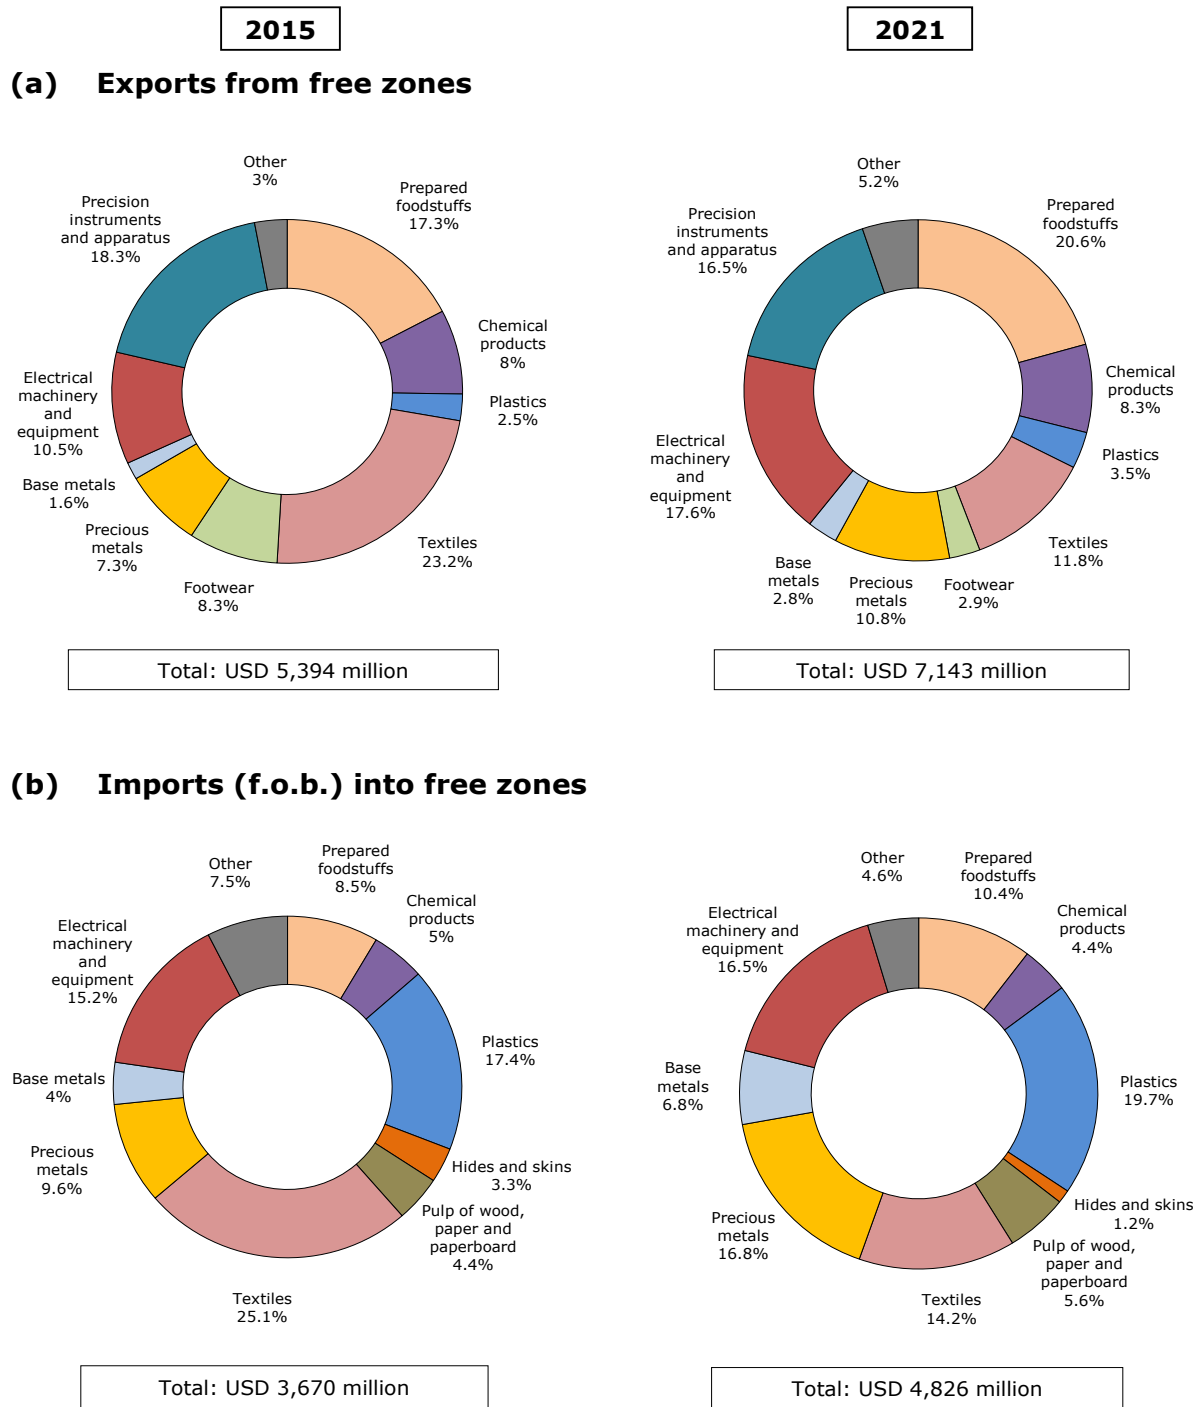 2015
2021
(a) Exports from free zones
Other
3%
Prepared
foodstuffs
17.3%
Chemical
products
8%
Plastics
2.5%
Textiles
23.2%
Footwear
8.3%
Precious
metals
7.3%
Base metals
1.6%
Electrical
machinery
and
equipment
10.5%
Precision
instruments
and apparatus
18.3%
Total: USD 5,394 million
Other
5.2%
Prepared
foodstuffs
20.6%
Chemical
products
8.3%
Plastics
3.5%
Textiles
11.8%
Footwear
2.9%
Precious
metals
10.8%
Base
metals
2.8%
Electrical
machinery
and
equipment
17.6%
Precision
instruments
and apparatus
16.5%
Total: USD 7,143 million
(b) Imports (f.o.b.) into free zones
Other
7.5%
Prepared
foodstuffs
8.5%
Chemical
products
5%
Plastics
17.4%
Hides and skins
3.3%
Pulp of wood,
paper and
paperboard
4.4%
Textiles
25.1%
Precious
metals
9.6%
Base metals
4%
Electrical
machinery
and
equipment
15.2%
Total: USD 3,670 million
Other
4.6%
Prepared
foodstuffs
10.4%
Chemical
products
4.4%
Plastics
19.7%
Hides and skins
1.2%
Pulp of wood,
paper and
paperboard
5.6%
Textiles
14.2%
Precious
metals
16.8%
Base
metals
6.8%
Electrical
machinery and
equipment
16.5%
Total: USD 4,826 million